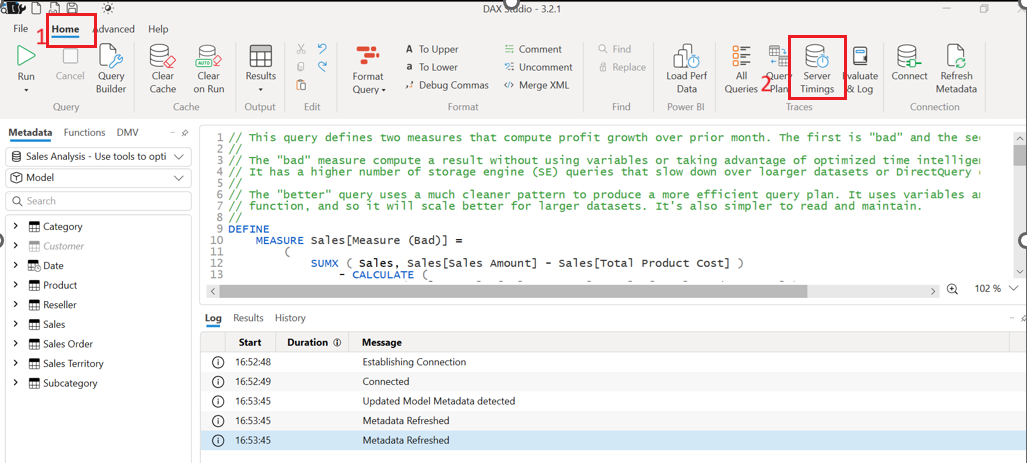 DAX Studio - 3.2.1
File Home Advanced Help
1
Run
Cancel
Query Builder
Clear Cache
Clear on Run
AUTO
Results
Format Query
To Upper
To Lower
Debug Commas
Comment
Uncomment
Merge XML
Find
Replace
Load Perf Data
All Queries
2
Query Plan
Server Timings
Evaluate & Log
Connect
Refresh Metadata
Query Cache Output Edit Format Find Power BI Traces Connection
Metadata Functions DMV
Sales Analysis - Use tools to opti
Model
Search
Category
Customer
Date
Product
Reseller
Sales
Sales Order
Sales Territory
Subcategory
1 // This query defines two measures that compute profit growth over prior month. The first is "bad" and the sec
2 //
3 // The "bad" measure compute a result without using variables or taking advantage of optimized time intelligen
4 // It has a higher number of storage engine (SE) queries that slow down over loarger datasets or DirectQuery
5 //
6 // The "better" query uses a much cleaner pattern to produce a more efficient query plan. It uses variables an
7 // function, and so it will scale better for larger datasets. It's also simpler to read and maintain.
8 //
9 DEFINE
10 MEASURE Sales[Measure (Bad)] =
11 (
12 SUMX ( Sales, Sales[Sales Amount] - Sales[Total Product Cost] )
13 - CALCULATE (
102 %
Log Results History
Start Duration Message
16:52:48 Establishing Connection
16:52:49 Connected
16:53:45 Updated Model Metadata detected
16:53:45 Metadata Refreshed
16:53:45 Metadata Refreshed